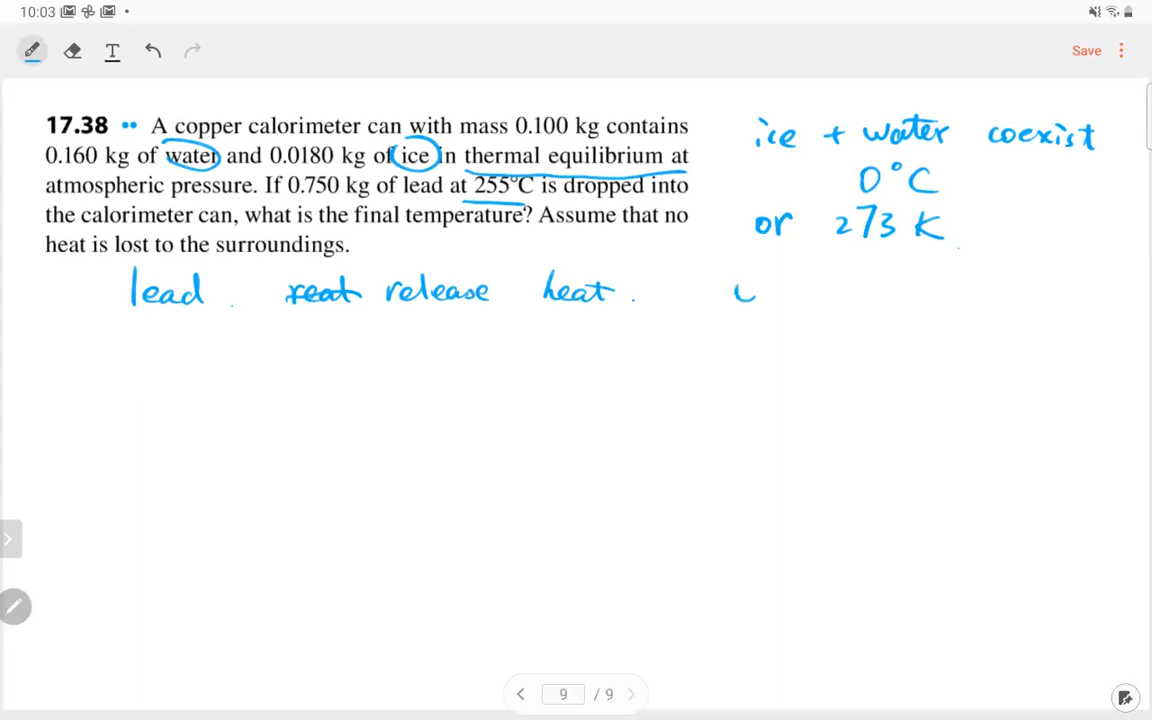 10:03
Save
17.38 •• A copper calorimeter can with mass 0.100 kg contains
0.160 kg of water and 0.0180 kg of ice in thermal equilibrium at
atmospheric pressure. If 0.750 kg of lead at 255°C is dropped into
the calorimeter can, what is the final temperature? Assume that no
heat is lost to the surroundings.
ice + water coexist
0°C
or 273 K
lead release heat.
9 / 9